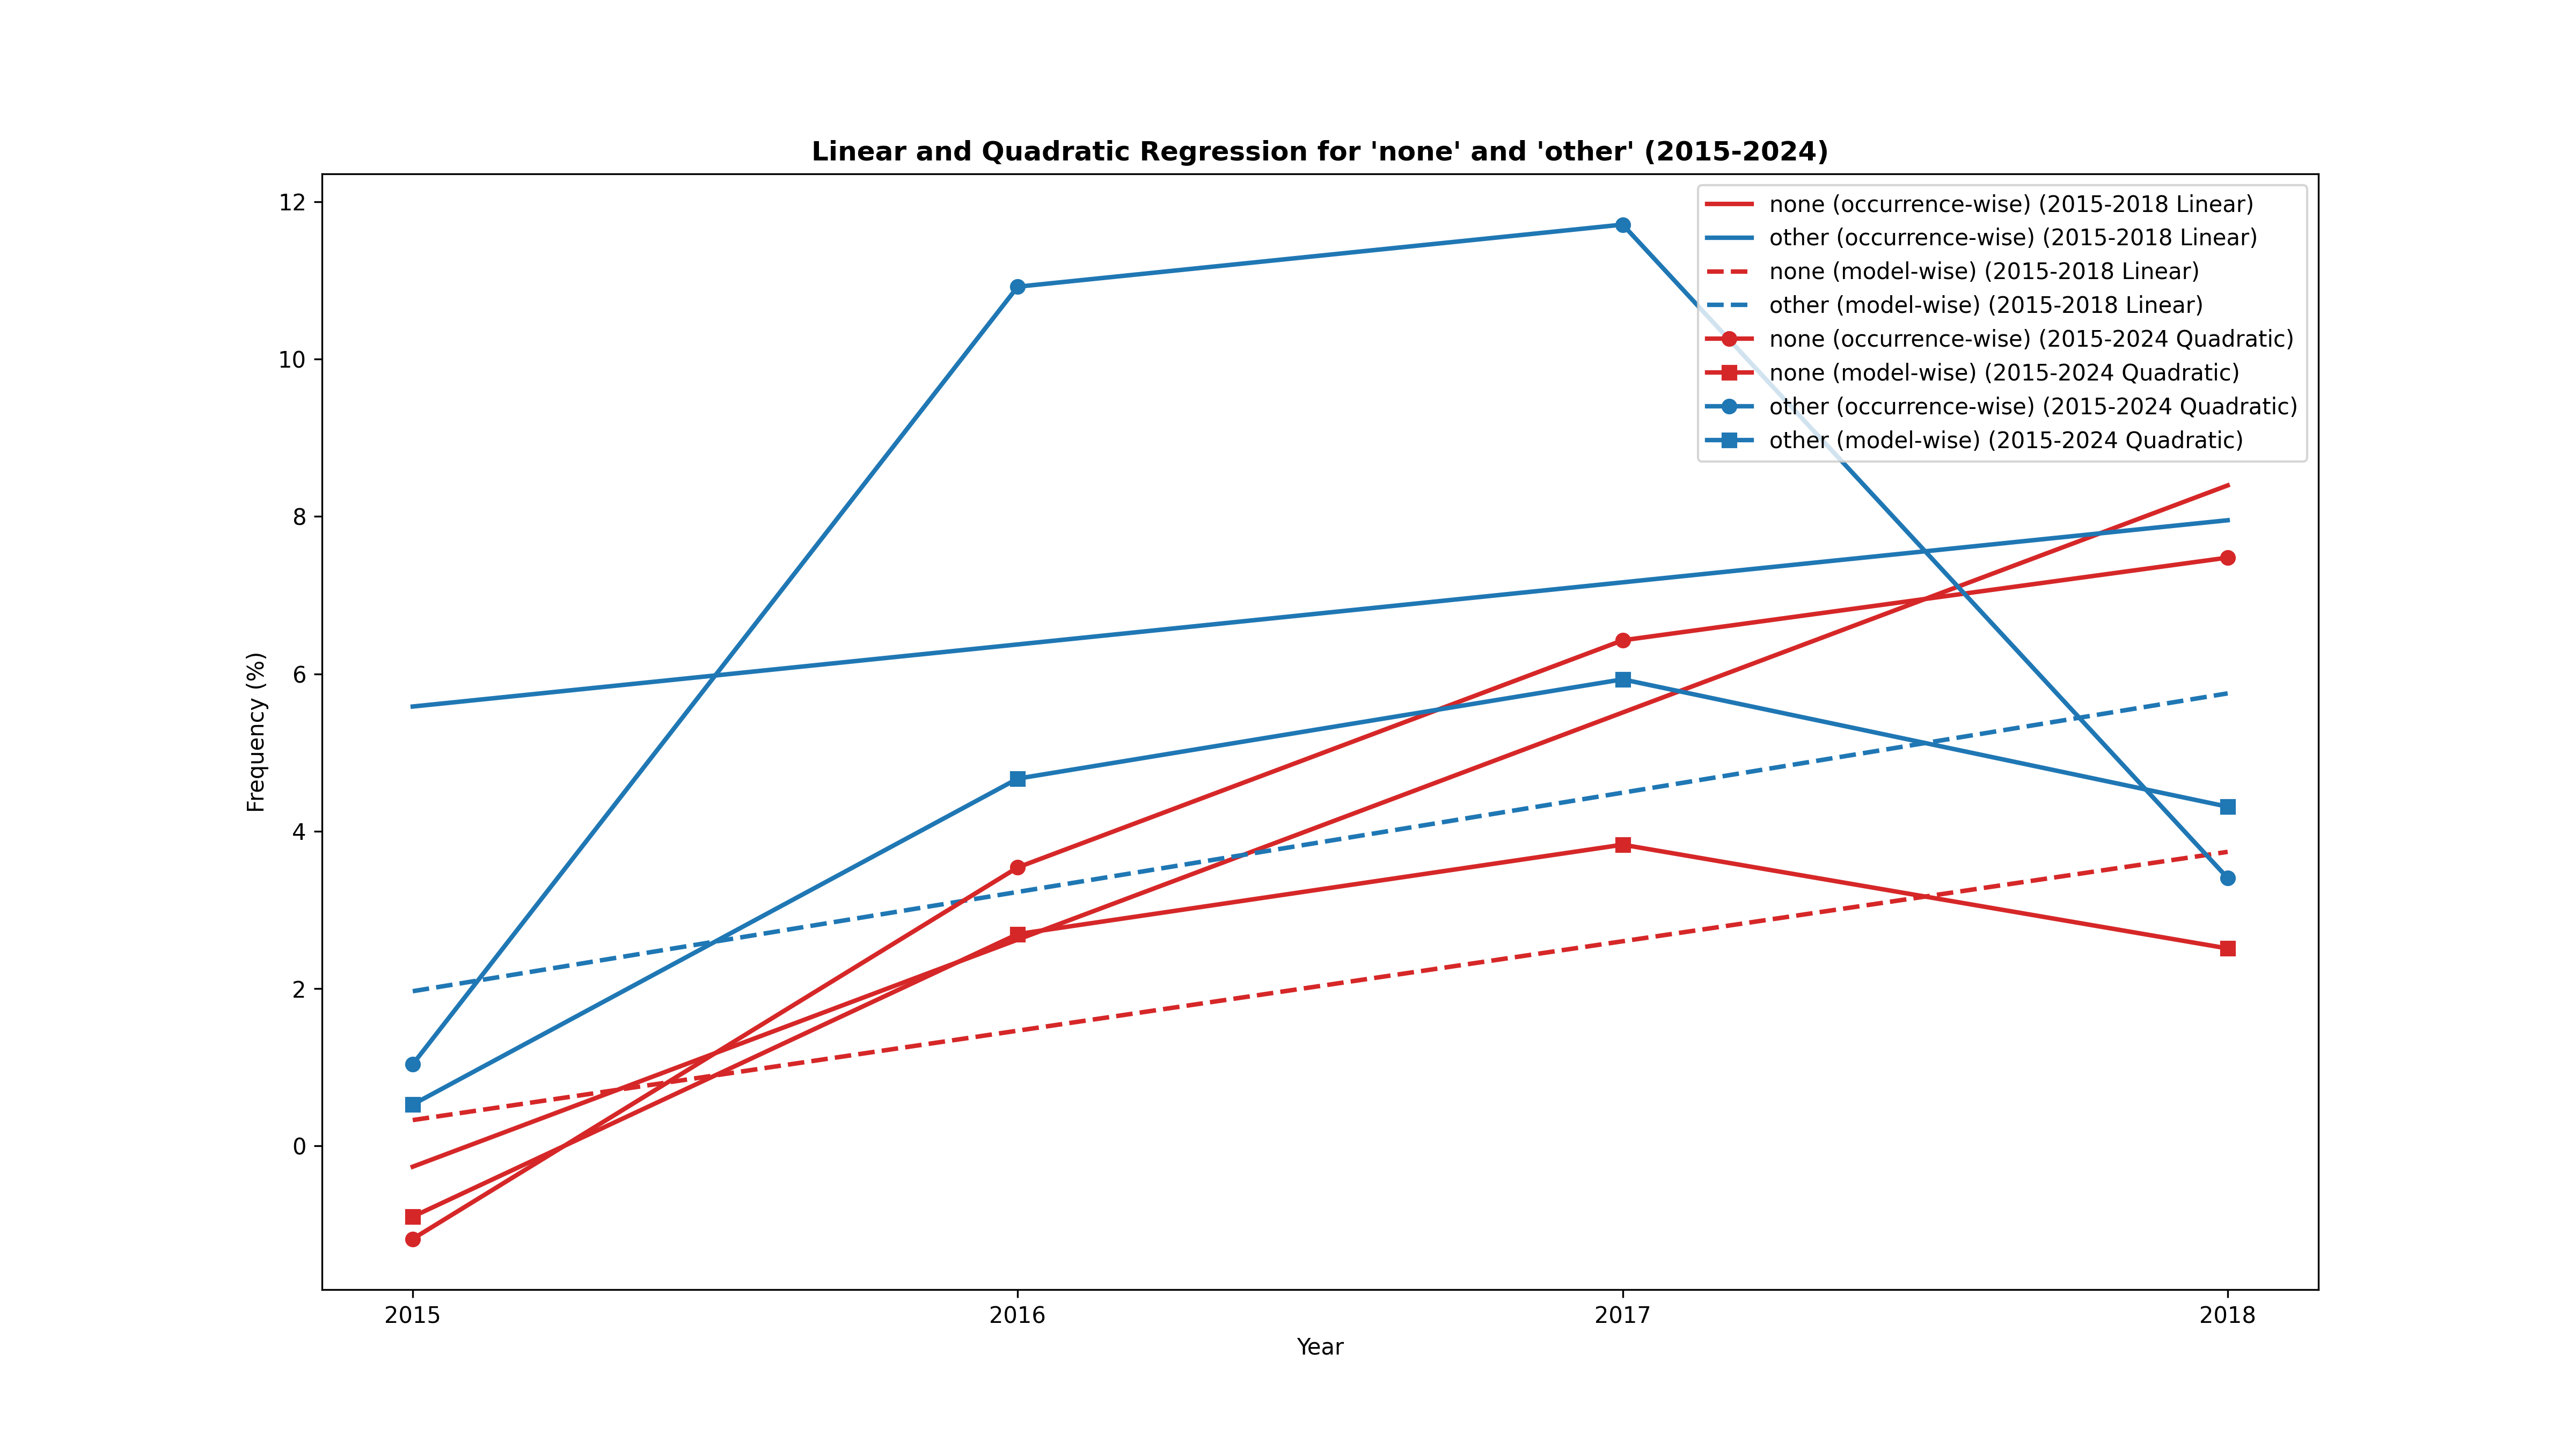 Linear and Quadratic Regression for 'none' and 'other' (2015-2024)
12
10
8
6
4
2
0
Frequency (%)
none (occurrence-wise) (2015-2018 Linear)
other (occurrence-wise) (2015-2018 Linear)
none (model-wise) (2015-2018 Linear)
other (model-wise) (2015-2018 Linear)
none (occurrence-wise) (2015-2024 Quadratic)
none (model-wise) (2015-2024 Quadratic)
other (occurrence-wise) (2015-2024 Quadratic)
other (model-wise) (2015-2024 Quadratic)
2015 2016 2017 2018
Year